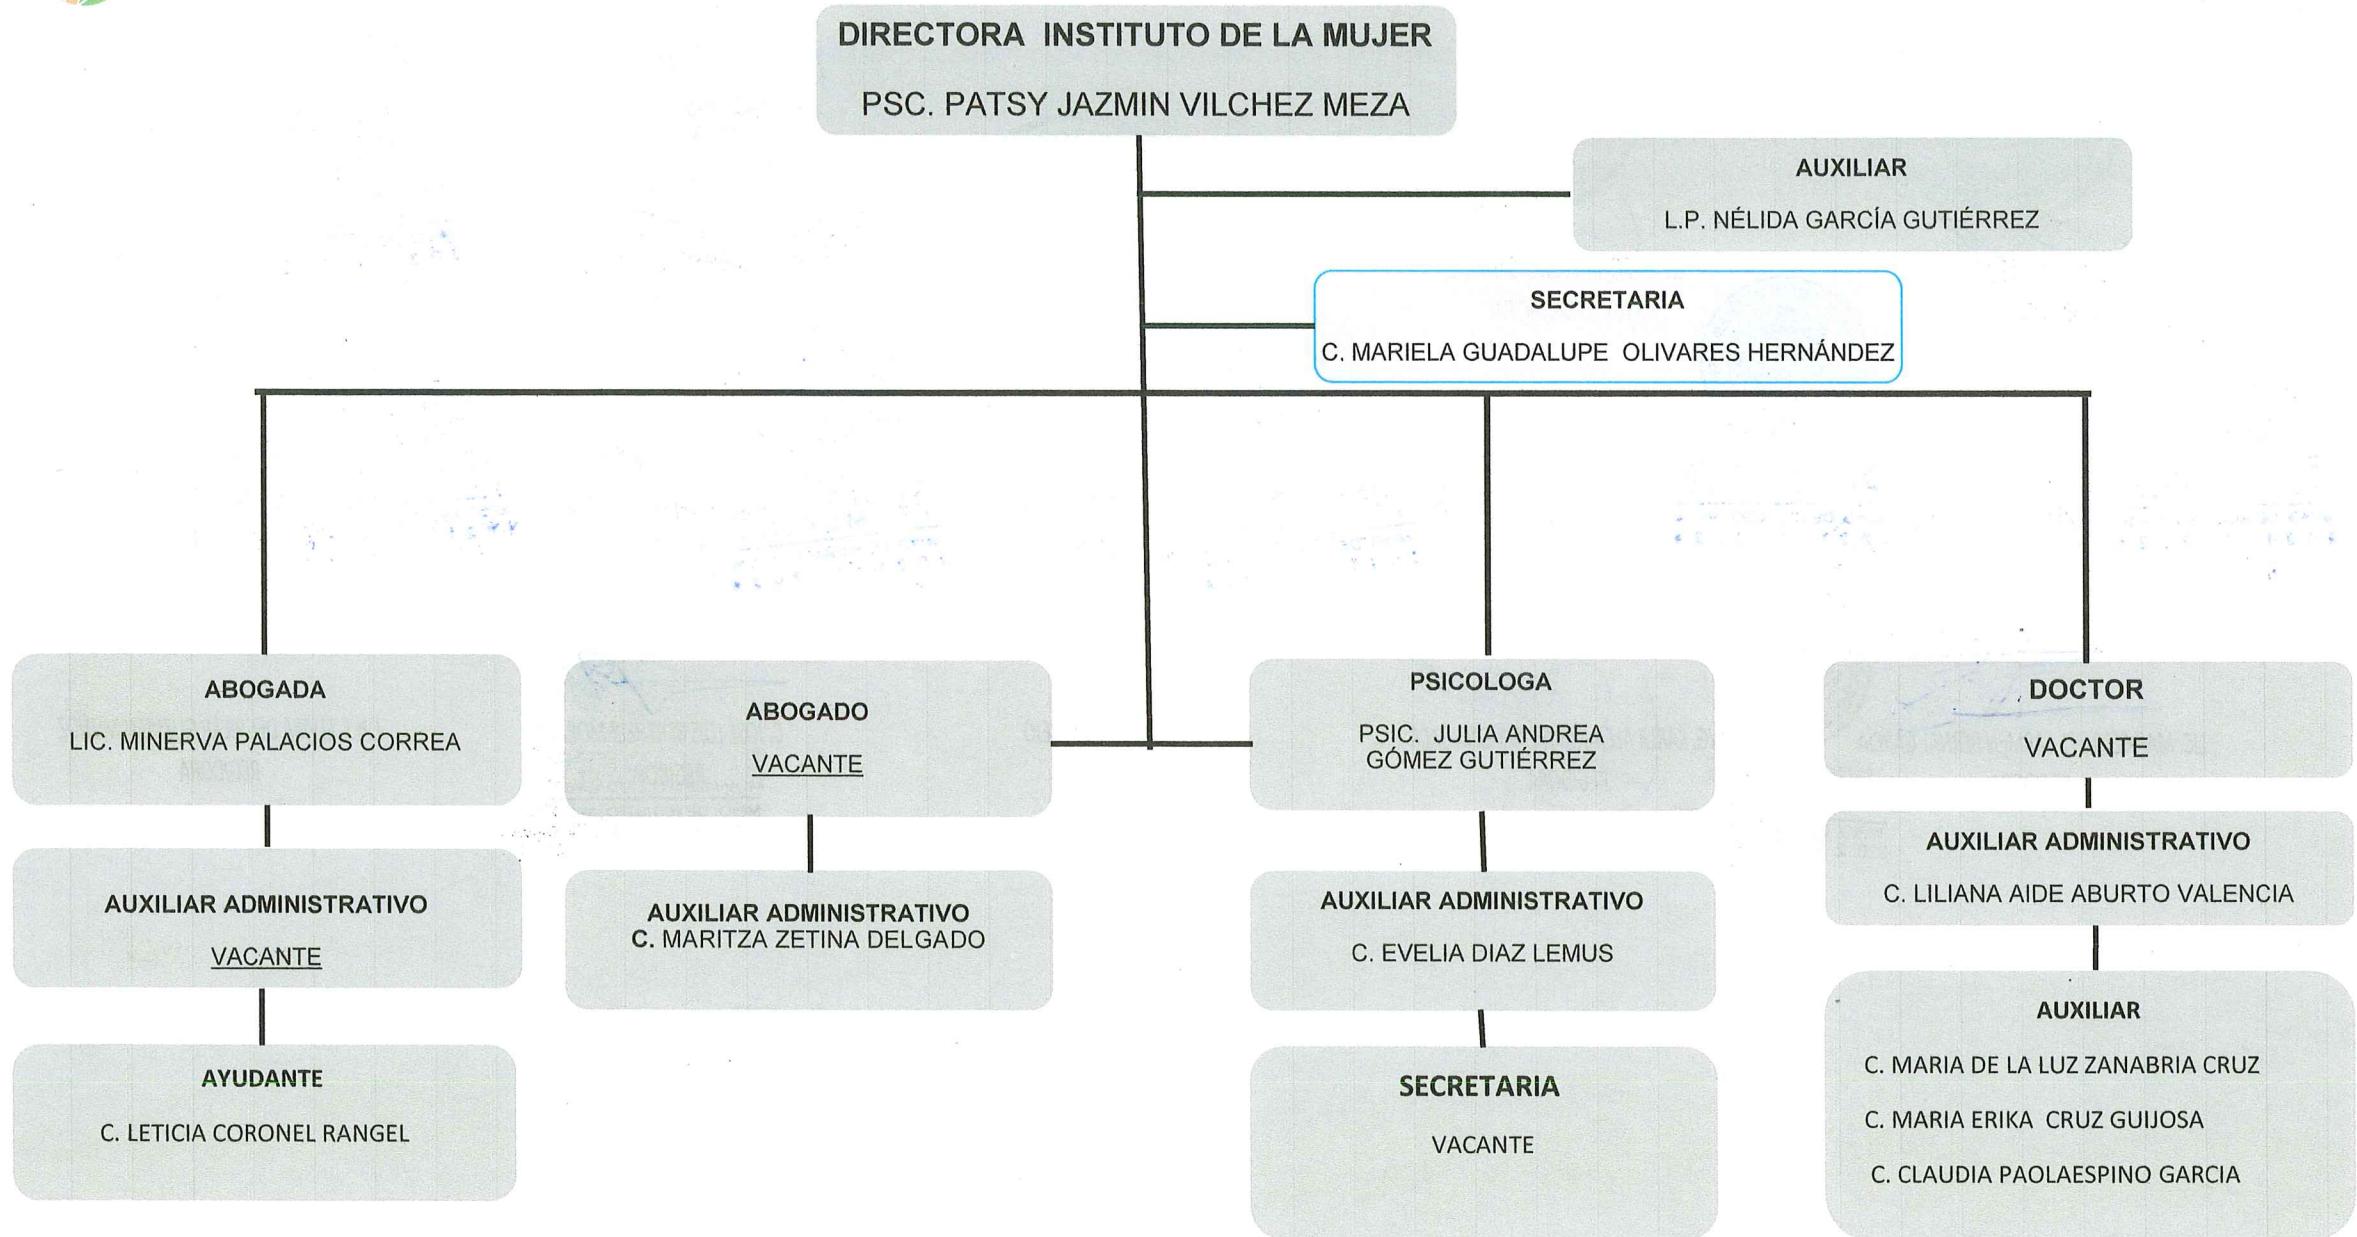 DIRECTORA INSTITUTO DE LA MUJER
PSC. PATSY JAZMIN VILCHEZ MEZA
AUXILIAR
L.P. NÉLIDA GARCÍA GUTIÉRREZ
SECRETARIA
C. MARIELA GUADALUPE OLIVARES HERNÁNDEZ
ABOGADA
LIC. MINERVA PALACIOS CORREA
AUXILIAR ADMINISTRATIVO
VACANTE
AYUDANTE
C. LETICIA CORONEL RANGEL
ABOGADO
VACANTE
AUXILIAR ADMINISTRATIVO
C. MARITZA ZETINA DELGADO
PSICOLOGA
PSIC. JULIA ANDREA
GÓMEZ GUTIÉRREZ
AUXILIAR ADMINISTRATIVO
C. EVELIA DIAZ LEMUS
SECRETARIA
VACANTE
DOCTOR
VACANTE
AUXILIAR ADMINISTRATIVO
C. LILIANA AIDE ABURTO VALENCIA
AUXILIAR
C. MARIA DE LA LUZ ZANABRIA CRUZ
C. MARIA ERIKA CRUZ GUIJOSA
C. CLAUDIA PAOLAESPINO GARCIA